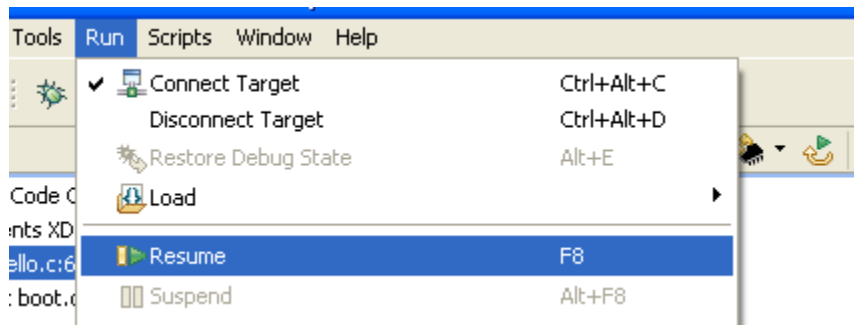 Tools Run Scripts Window Help
Connect Target Ctrl+Alt+C
Disconnect Target Ctrl+Alt+D
Restore Debug State Alt+E
Code C
Load
ents XD
ello.c:6
Resume F8
: boot.c
Suspend Alt+F8